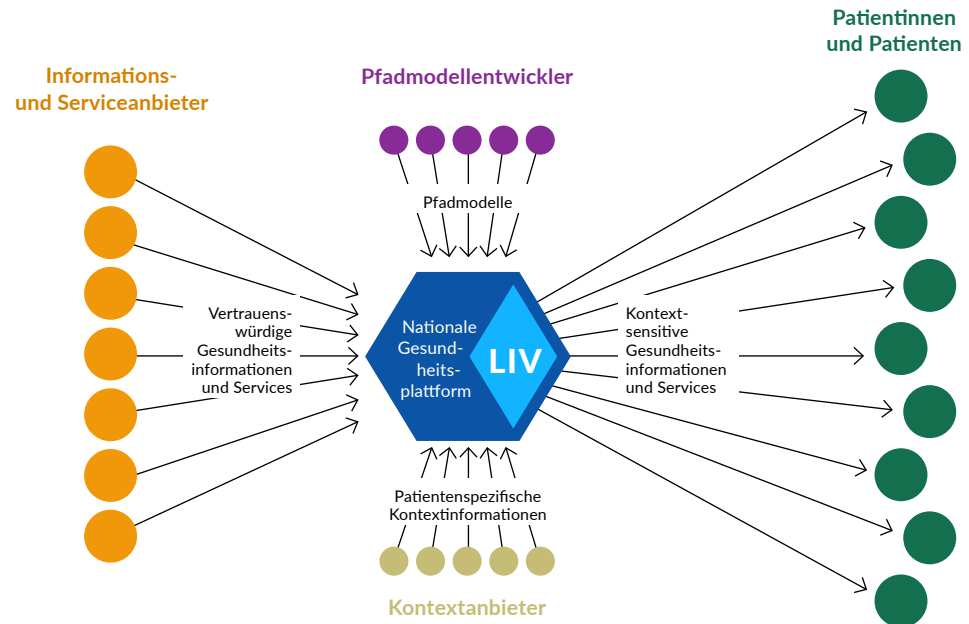 Informations-
und Serviceanbieter
Pfadmodellentwickler
Patientinnen
und Patienten
Pfadmodelle
Vertrauens-
würdige
Gesundheits-
informationen
und Services
Nationale
Gesund-
heits-
plattform
LIV
Kontext-
sensitive
Gesundheits-
informationen
und Services
Patientenspezifische
Kontextinformationen
Kontextanbieter